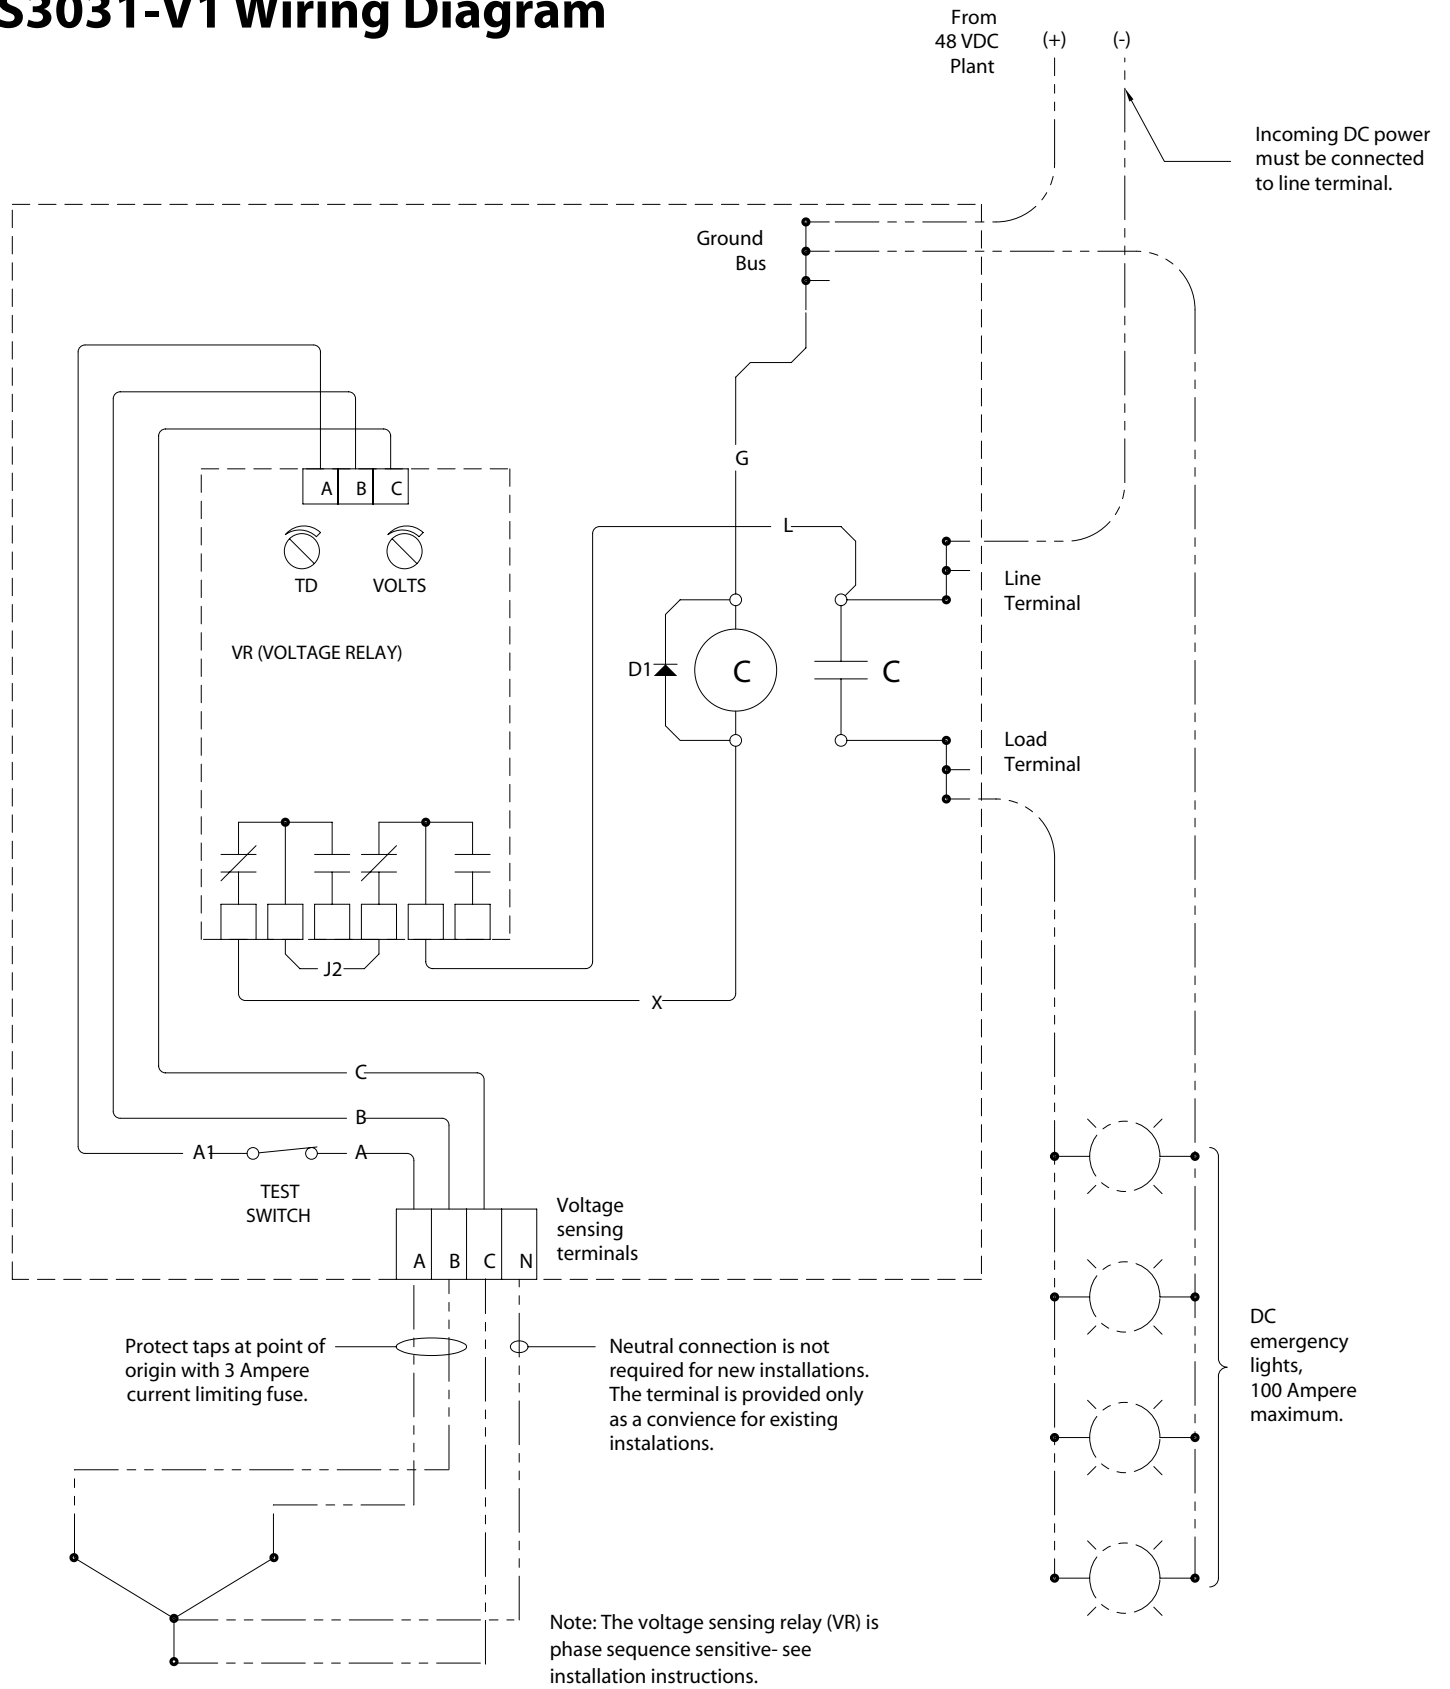 S3031-V1 Wiring Diagram
From
48 VDC
Plant
(+)
(-)
Incoming DC power
must be connected
to line terminal.
Ground
Bus
G
A B C
L
TD
VOLTS
Line
Terminal
VR (VOLTAGE RELAY)
D1
C
C
Load
Terminal
J2
X
C
B
A1
A
TEST
SWITCH
Voltage
sensing
terminals
A B C N
Protect taps at point of
origin with 3 Ampere
current limiting fuse.
Neutral connection is not
required for new installations.
The terminal is provided only
as a convience for existing
instalations.
DC
emergency
lights,
100 Ampere
maximum.
Note: The voltage sensing relay (VR) is
phase sequence sensitive- see
installation instructions.